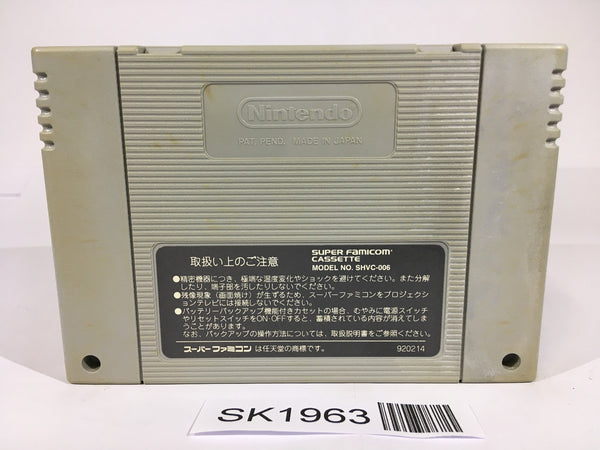 Nintendo
PAT. PEND. MADE IN JAPAN
取扱い上のご注意
SUPER FAMICOM
CASSETTE
MODEL NO. SHVC-006
●精密機器につき、極端な温度変化やショックを避けてください。また分解
したり、端子部を汚したりしないでください。
●残像現象（画面焼け）が生ずるため、スーパーファミコンをプロジェクシ
ョンテレビには接続しないでください。
●バッテリーバックアップ機能付きカセットの場合、むやみに電源スイッチ
やリセットスイッチをON・OFFすると、蓄積されている内容が消えてしま
うことがあります。
なお、バックアップの操作方法については、取扱説明書をご参照ください。
スーパーファミコンは任天堂の商標です。
920214
SK1963